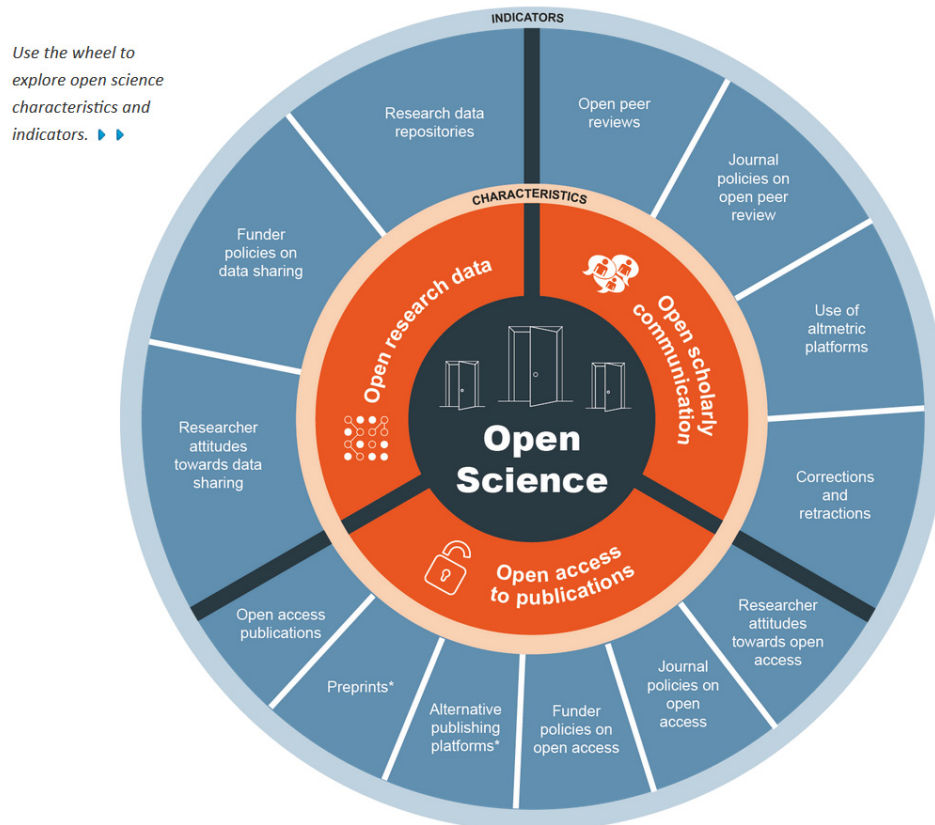 Use the wheel to
explore open science
characteristics and
indicators.
INDICATORS
Research data
repositories
Open peer
reviews
Journal
policies on
open peer
review
Funder
policies on
data sharing
Use of
altmetric
platforms
Researcher
attitudes
towards data
sharing
Corrections and
retractions
CHARACTERISTICS
Open research data
Open scholarly
communication
Open
Science
Open access
to publications
Open access
publications
Preprints*
Alternative
publishing
platforms*
Funder
policies on
open access
Journal
policies on
open
access
Researcher
attitudes
towards open
access